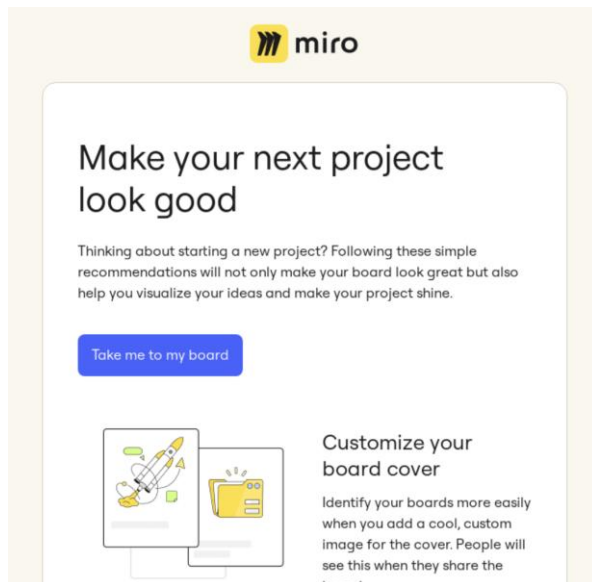 miro
Make your next project
look good
Thinking about starting a new project? Following these simple
recommendations will not only make your board look great but also
help you visualize your ideas and make your project shine.
Take me to my board
Customize your
board cover
Identify your boards more easily
when you add a cool, custom
image for the cover. People will
see this when they share the